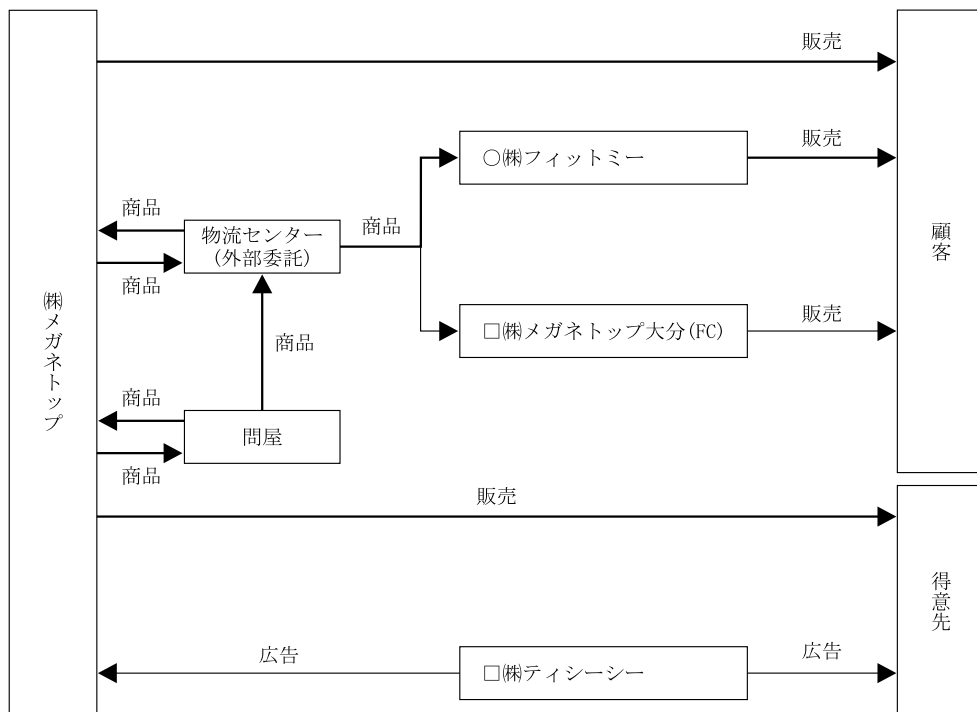 販売
販売
○㈱フィットミー
商品
商品
物流センター
(外部委託)
顧客
商品
㈱メガネトップ
販売
□㈱メガネトップ大分(FC)
商品
商品
問屋
商品
販売
得意先
広告
広告
□㈱ティシーシー